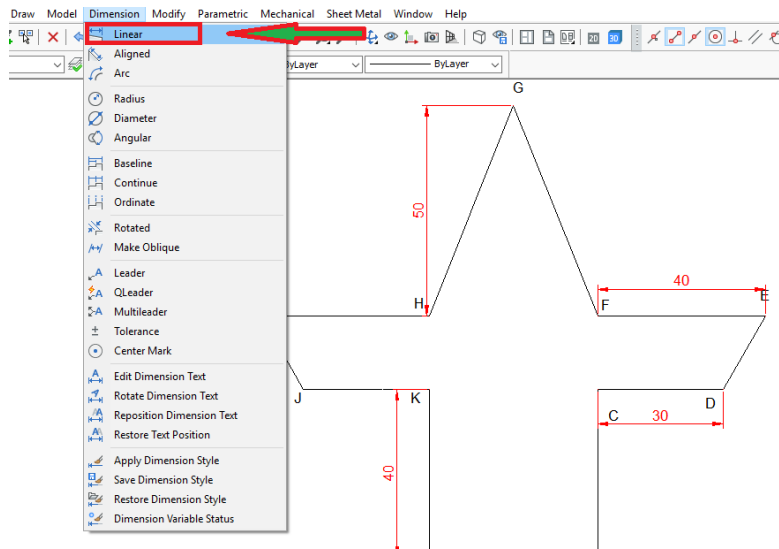 Draw Model Dimension Modify Parametric Mechanical Sheet Metal Window Help
2D 3D
Linear
Aligned
Arc
Radius
Diameter
Angular
Baseline
Continue
Ordinate
Rotated
Make Oblique
Leader
QLeader
Multileader
Tolerance
Center Mark
Edit Dimension Text
Rotate Dimension Text
Reposition Dimension Text
Restore Text Position
Apply Dimension Style
Save Dimension Style
Restore Dimension Style
Dimension Variable Status
ByLayer
ByLayer
G
50
40
H
F
E
J
K
D
C
30
40